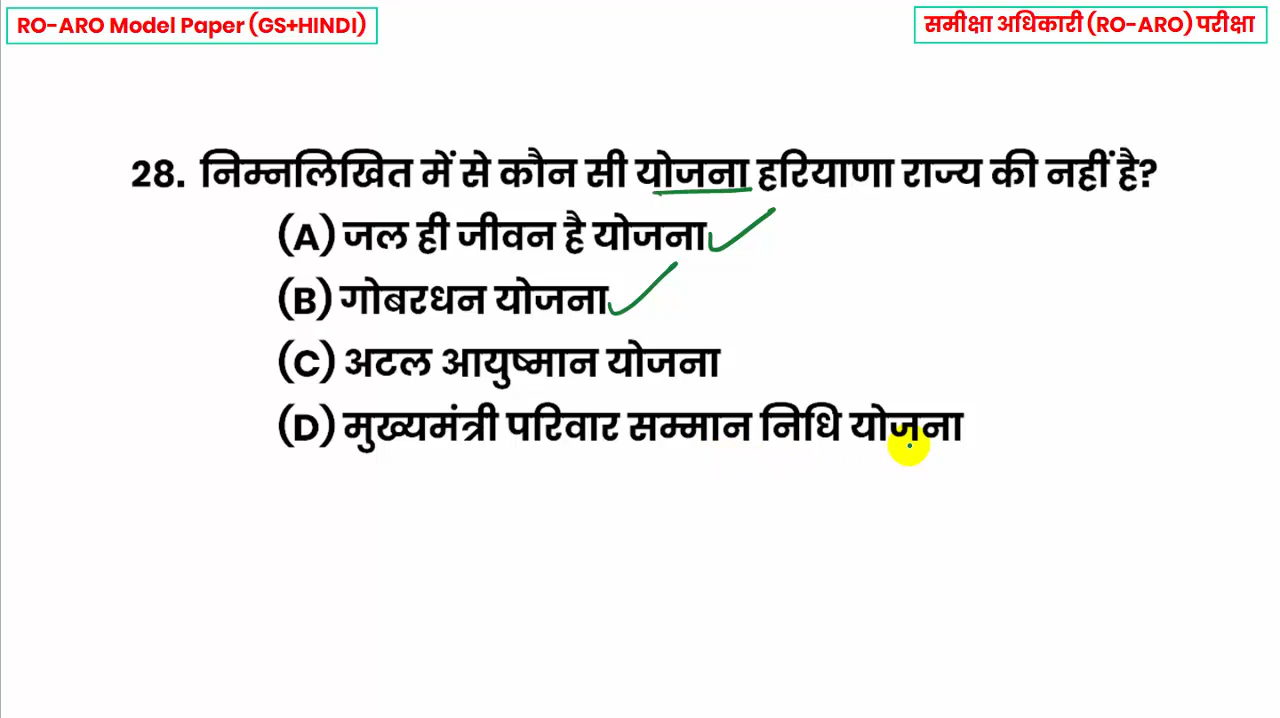 RO-ARO Model Paper (GS+HINDI)
समीक्षा अधिकारी (RO-ARO) परीक्षा
28. निम्नलिखित में से कौन सी योजना हरियाणा राज्य की नहीं है?
(A) जल ही जीवन है योजना
(B) गोबरधन योजना
(C) अटल आयुष्मान योजना
(D) मुख्यमंत्री परिवार सम्मान निधि योजना